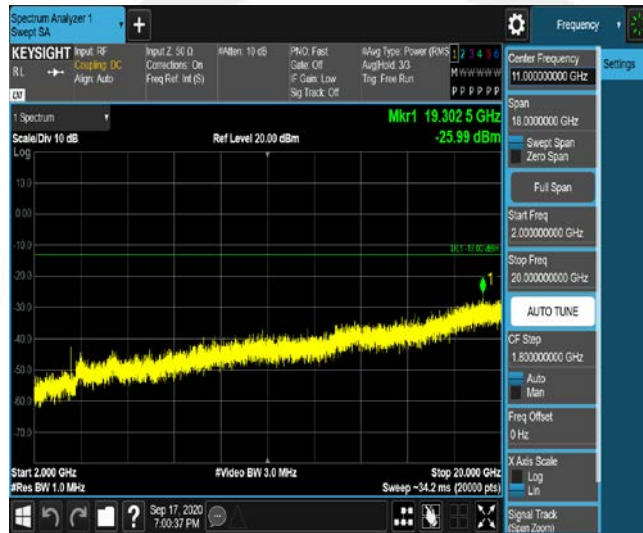 Spectrum Analyzer 1
Swept SA
+
Frequency
KEYSIGHT
RL
Input: RF
Coupling: DC
Align: Auto
Input Z: 50 Ω
Corrections: On
Freq Ref: Int (S)
#Atten: 10 dB
PNO: Fast
Gate: Off
IF Gain: Low
Sig Track: Off
#Avg Type: Power (RMS
Avg|Hold: 3/3
Trig: Free Run
1 2 3 4 5 6
M W W W W W
P P P P P P
LXI
1 Spectrum
Scale/Div 10 dB
Log
Ref Level 20.00 dBm
Mkr1 19.302 5 GHz
-25.99 dBm
10.0
0.00
-10.0
-20.0
-30.0
-40.0
-50.0
-60.0
-70.0
DL1 -13.00 dBm
1
Start 2.000 GHz
#Res BW 1.0 MHz
#Video BW 3.0 MHz
Stop 20.000 GHz
Sweep ~34.2 ms (20000 pts)
Sep 17, 2020
7:00:37 PM
?
Center Frequency
11.000000000 GHz
Settings
Span
18.0000000 GHz
Swept Span
Zero Span
Full Span
Start Freq
2.000000000 GHz
Stop Freq
20.000000000 GHz
AUTO TUNE
CF Step
1.800000000 GHz
Auto
Man
Freq Offset
0 Hz
X Axis Scale
Log
Lin
Signal Track
(Span Zoom)